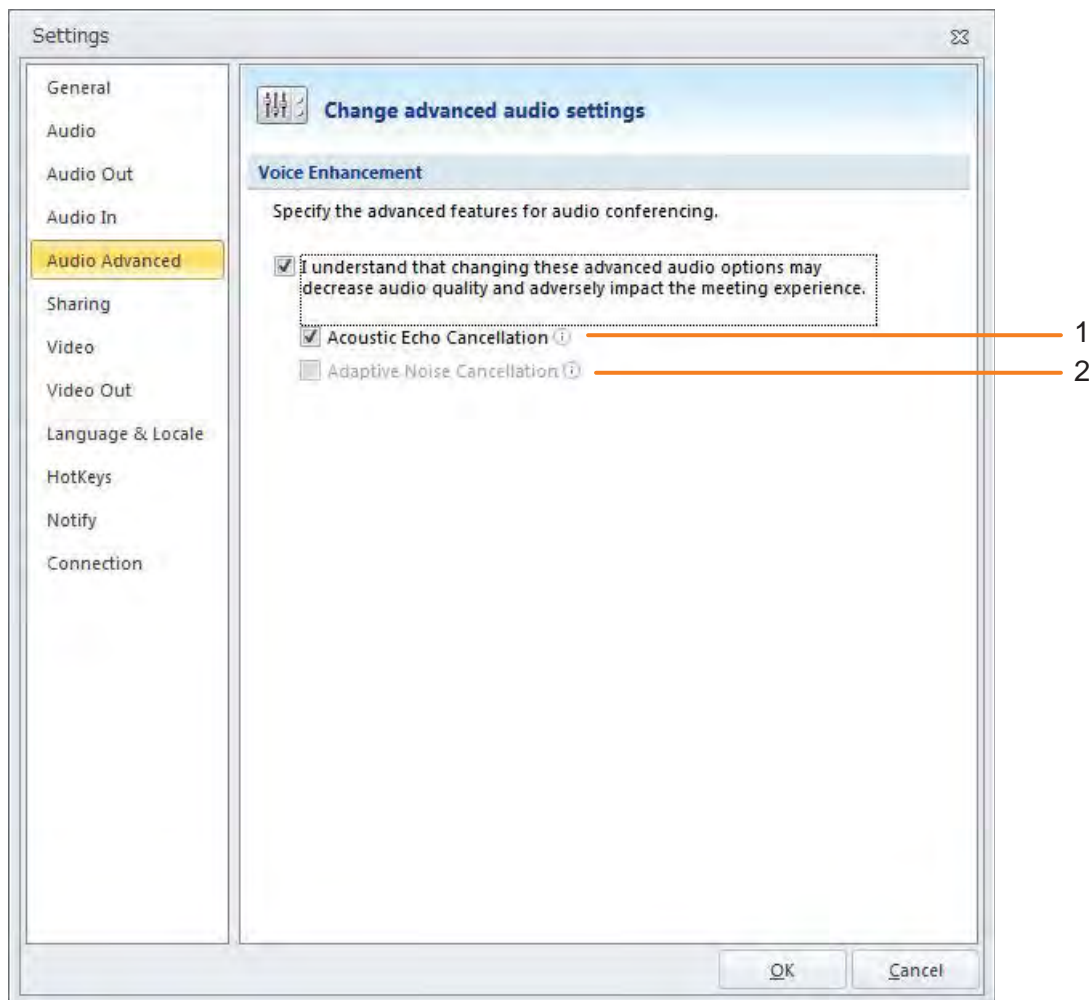 Settings
General
Audio
Audio Out
Audio In
Audio Advanced
Sharing
Video
Video Out
Language & Locale
HotKeys
Notify
Connection
Change advanced audio settings
Voice Enhancement
Specify the advanced features for audio conferencing.
I understand that changing these advanced audio options may
decrease audio quality and adversely impact the meeting experience.
Acoustic Echo Cancellation
1
Adaptive Noise Cancellation
2
OK
Cancel